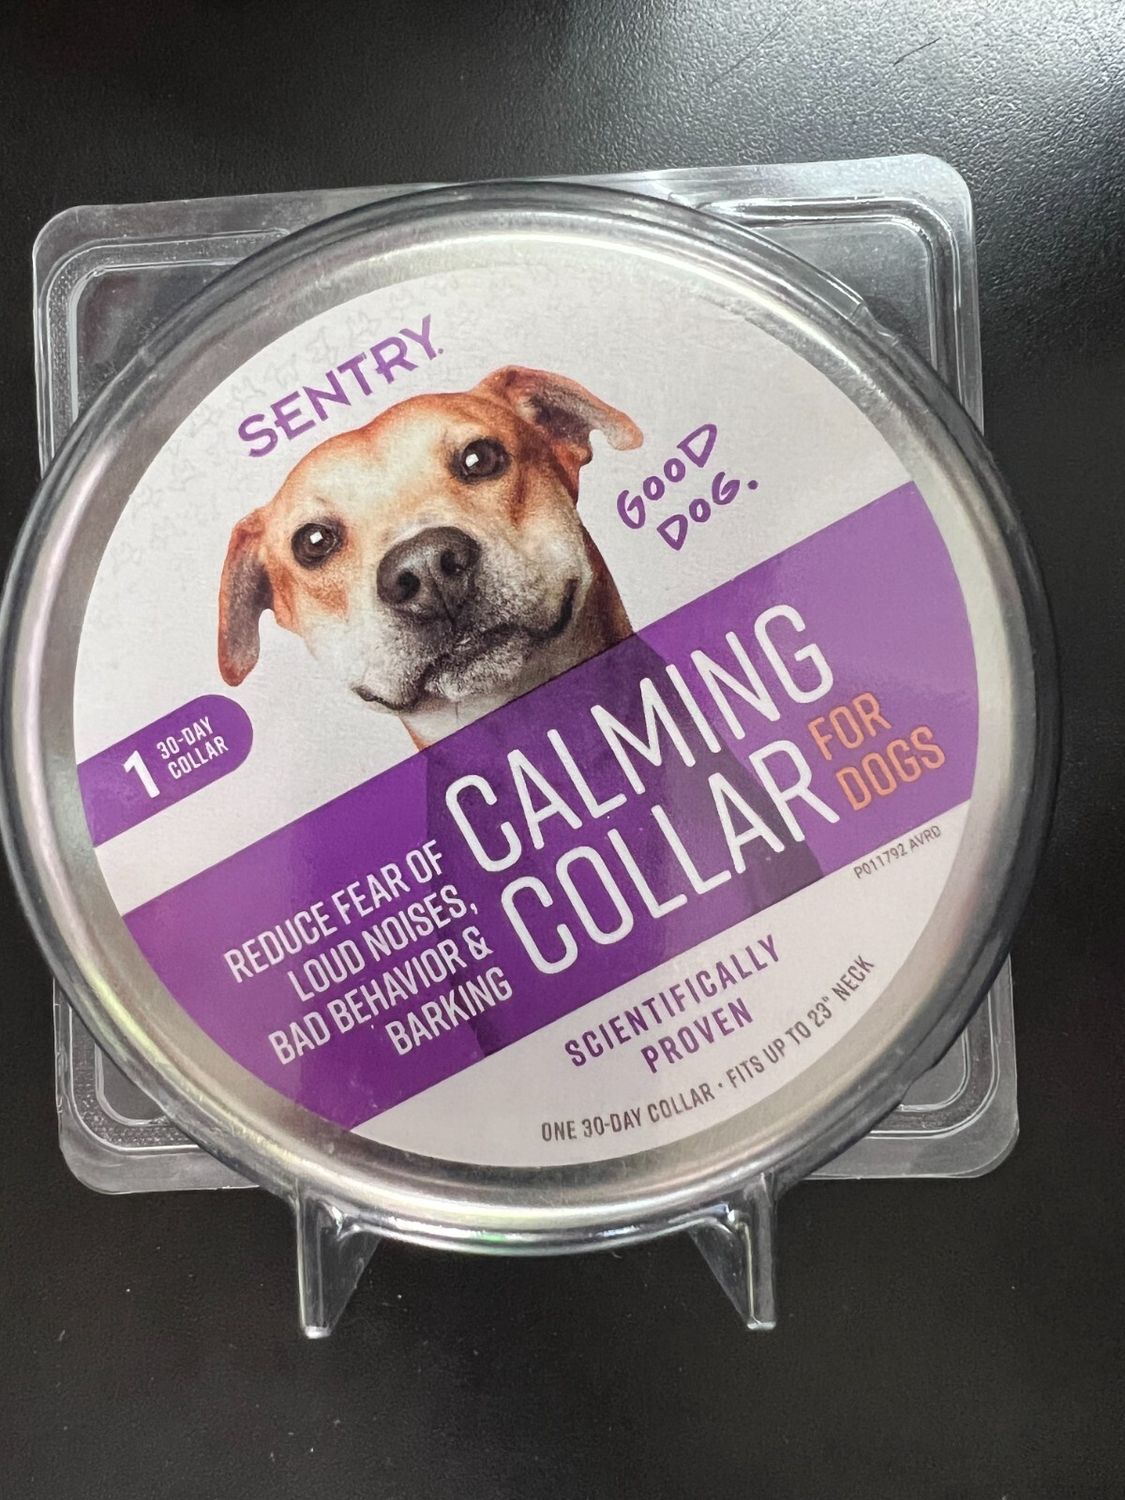 SENTRY.
GOOD
DOG.
1 30-DAY
COLLAR
REDUCE FEAR OF
LOUD NOISES,
BAD BEHAVIOR &
BARKING
CALMING
COLLAR
FOR
DOGS
P011792 AVRD
SCIENTIFICALLY
PROVEN
ONE 30-DAY COLLAR · FITS UP TO 23" NECK